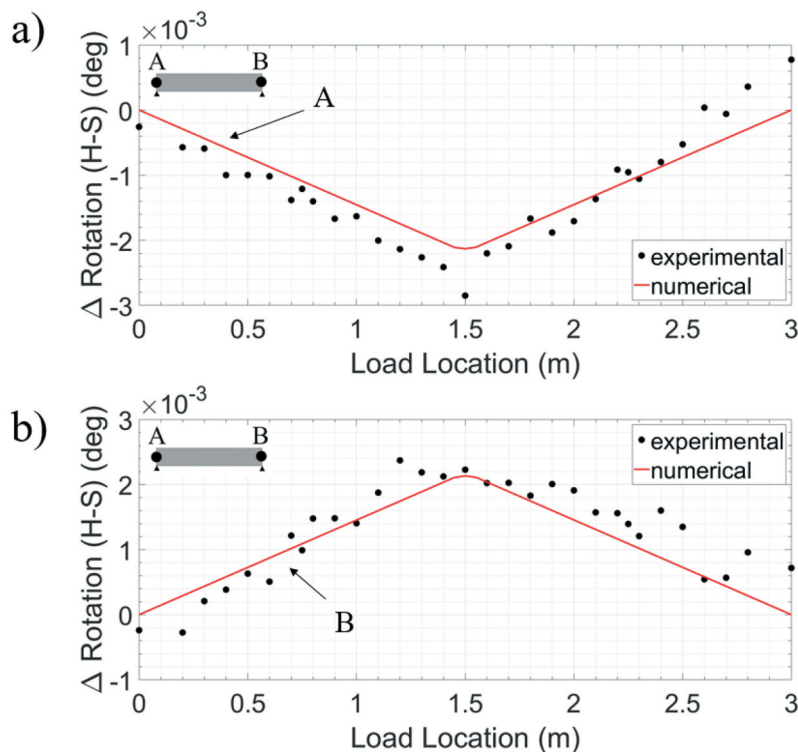 a)
×10⁻³
Δ Rotation (H-S) (deg)
1
0
-1
-2
-3
A B
A
experimental
numerical
0 0.5 1 1.5 2 2.5 3
Load Location (m)
b)
×10⁻³
Δ Rotation (H-S) (deg)
3
2
1
0
-1
A B
B
experimental
numerical
0 0.5 1 1.5 2 2.5 3
Load Location (m)